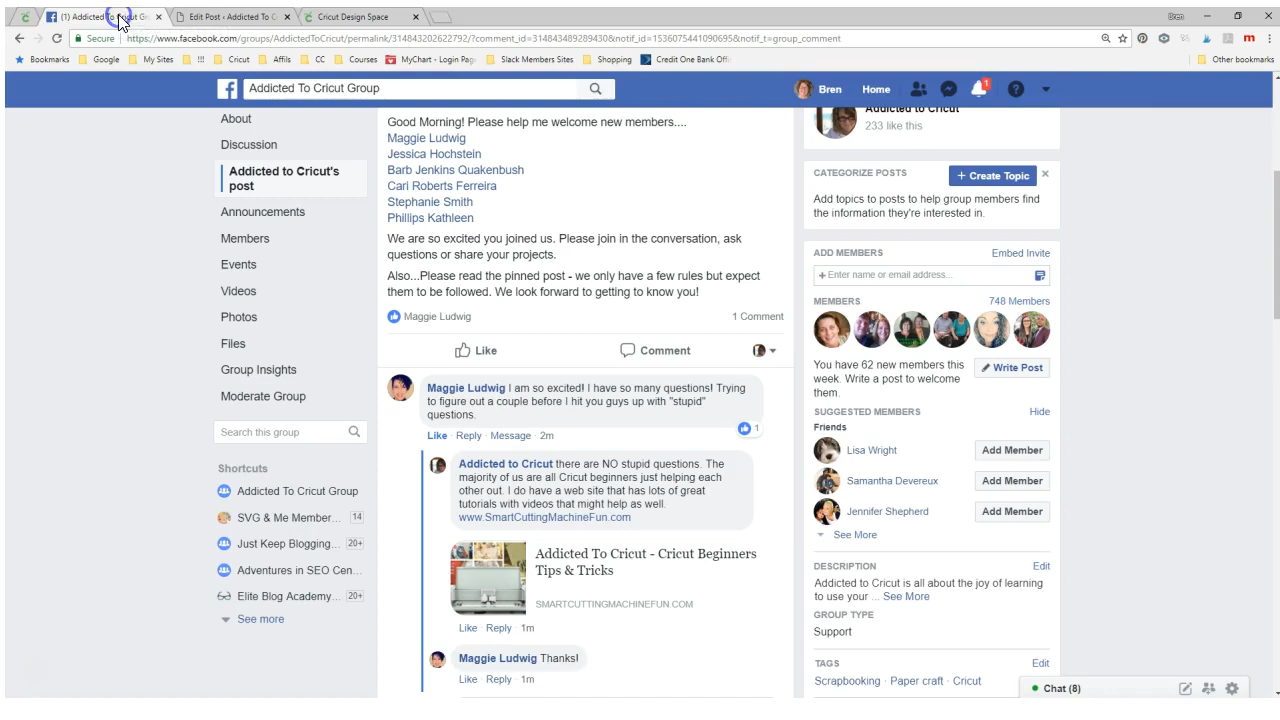 (1) Addicted To Cricut Gr
Edit Post ‹ Addicted To C
Cricut Design Space
Bren
Secure
https://www.facebook.com/groups/AddictedToCricut/permalink/314843202622792/?comment_id=314843489289430&notif_id=1536075441090695&notif_t=group_comment
Bookmarks
Google
My Sites
!!!
Cricut
Affils
CC
Courses
MyChart - Login Page
Slack Members Sites
Shopping
Credit One Bank Offi
Other bookmarks
Addicted To Cricut Group
Bren
Home
1
About
Discussion
Addicted to Cricut's
post
Announcements
Members
Events
Videos
Photos
Files
Group Insights
Moderate Group
Search this group
Shortcuts
Addicted To Cricut Group
SVG & Me Member... 14
Just Keep Blogging... 20+
Adventures in SEO Cen...
Elite Blog Academy... 20+
See more
Good Morning! Please help me welcome new members....
Maggie Ludwig
Jessica Hochstein
Barb Jenkins Quakenbush
Cari Roberts Ferreira
Stephanie Smith
Phillips Kathleen
We are so excited you joined us. Please join in the conversation, ask
questions or share your projects.
Also...Please read the pinned post - we only have a few rules but expect
them to be followed. We look forward to getting to know you!
Maggie Ludwig
1 Comment
Like
Comment
Maggie Ludwig I am so excited! I have so many questions! Trying
to figure out a couple before I hit you guys up with "stupid"
questions.
1
Like · Reply · Message · 2m
Addicted to Cricut there are NO stupid questions. The
majority of us are all Cricut beginners just helping each
other out. I do have a web site that has lots of great
tutorials with videos that might help as well.
www.SmartCuttingMachineFun.com
Addicted To Cricut - Cricut Beginners
Tips & Tricks
SMARTCUTTINGMACHINEFUN.COM
Like · Reply · 1m
Maggie Ludwig Thanks!
Like · Reply · 1m
Addicted to Cricut
233 like this
CATEGORIZE POSTS
+ Create Topic
Add topics to posts to help group members find
the information they're interested in.
ADD MEMBERS
Embed Invite
+ Enter name or email address...
MEMBERS
748 Members
You have 62 new members this
week. Write a post to welcome
them.
Write Post
SUGGESTED MEMBERS
Hide
Friends
Lisa Wright
Add Member
Samantha Devereux
Add Member
Jennifer Shepherd
Add Member
See More
DESCRIPTION
Edit
Addicted to Cricut is all about the joy of learning
to use your ... See More
GROUP TYPE
Support
TAGS
Edit
Scrapbooking · Paper craft · Cricut
Chat (8)